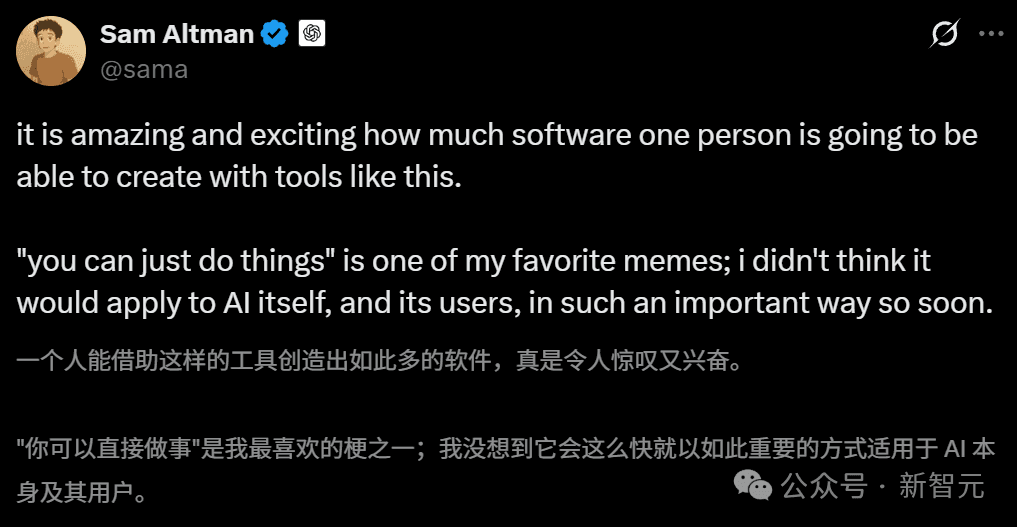 Sam Altman
@sama
it is amazing and exciting how much software one person is going to be
able to create with tools like this.
"you can just do things" is one of my favorite memes; i didn't think it
would apply to AI itself, and its users, in such an important way so soon.
一个人能借助这样的工具创造出如此多的软件，真是令人惊叹又兴奋。
"你可以直接做事"是我最喜欢的梗之一；我没想到它会这么快就以如此重要的方式适用于 AI 本
身及其用户。
公众号 · 新智元